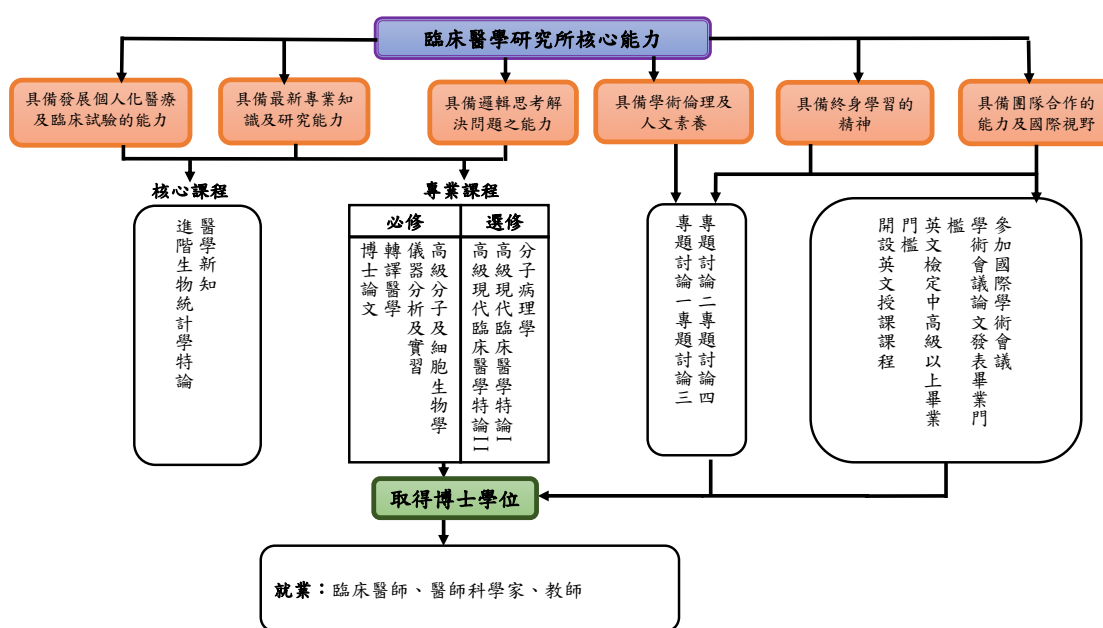 臨床醫學研究所核心能力
具備發展個人化醫療
及臨床試驗的能力
具備最新專業知
識及研究能力
具備邏輯思考解
決問題之能力
具備學術倫理及
人文素養
具備終身學習的
精神
具備團隊合作的
能力及國際視野
核心課程
醫學新知
進階生物統計學特論
專業課程
必修
高級分子及細胞生物學
儀器分析及實習
轉譯醫學
博士論文
選修
分子病理學
高級現代臨床醫學特論I
高級現代臨床醫學特論II
專題討論二專題討論四
專題討論一專題討論三
參加國際學術會議
學術會議論文發表畢業門
檻
英文檢定中高級以上畢業
門檻
開設英文授課課程
取得博士學位
就業：臨床醫師、醫師科學家、教師